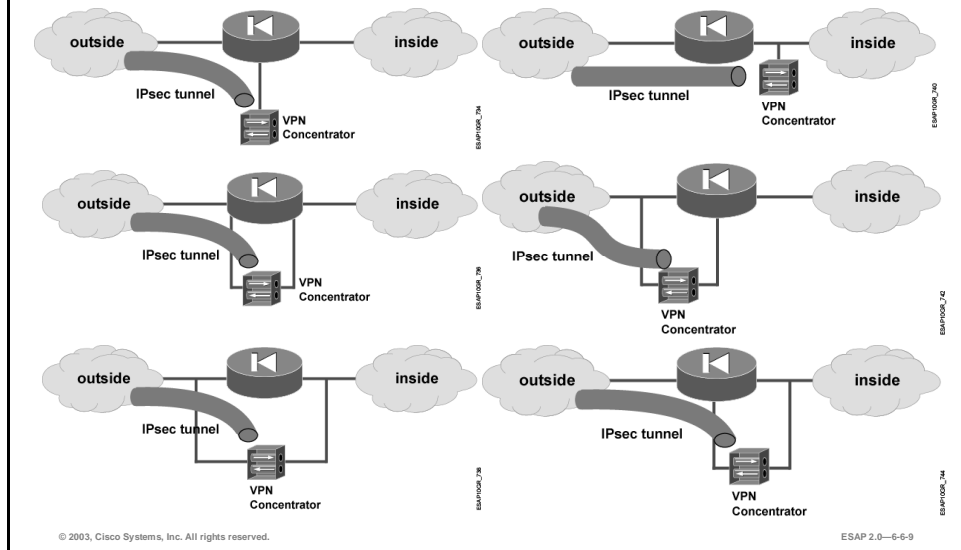 outside
inside
IPsec tunnel
VPN
Concentrator
ESAP10GR_734
outside
inside
IPsec tunnel
VPN
Concentrator
ESAP10GR_740
outside
inside
IPsec tunnel
VPN
Concentrator
ESAP10GR_736
outside
inside
IPsec tunnel
VPN
Concentrator
ESAP10GR_742
outside
inside
IPsec tunnel
VPN
Concentrator
ESAP10GR_738
outside
inside
IPsec tunnel
VPN
Concentrator
ESAP10GR_744
© 2003, Cisco Systems, Inc. All rights reserved.
ESAP 2.0—6-6-9